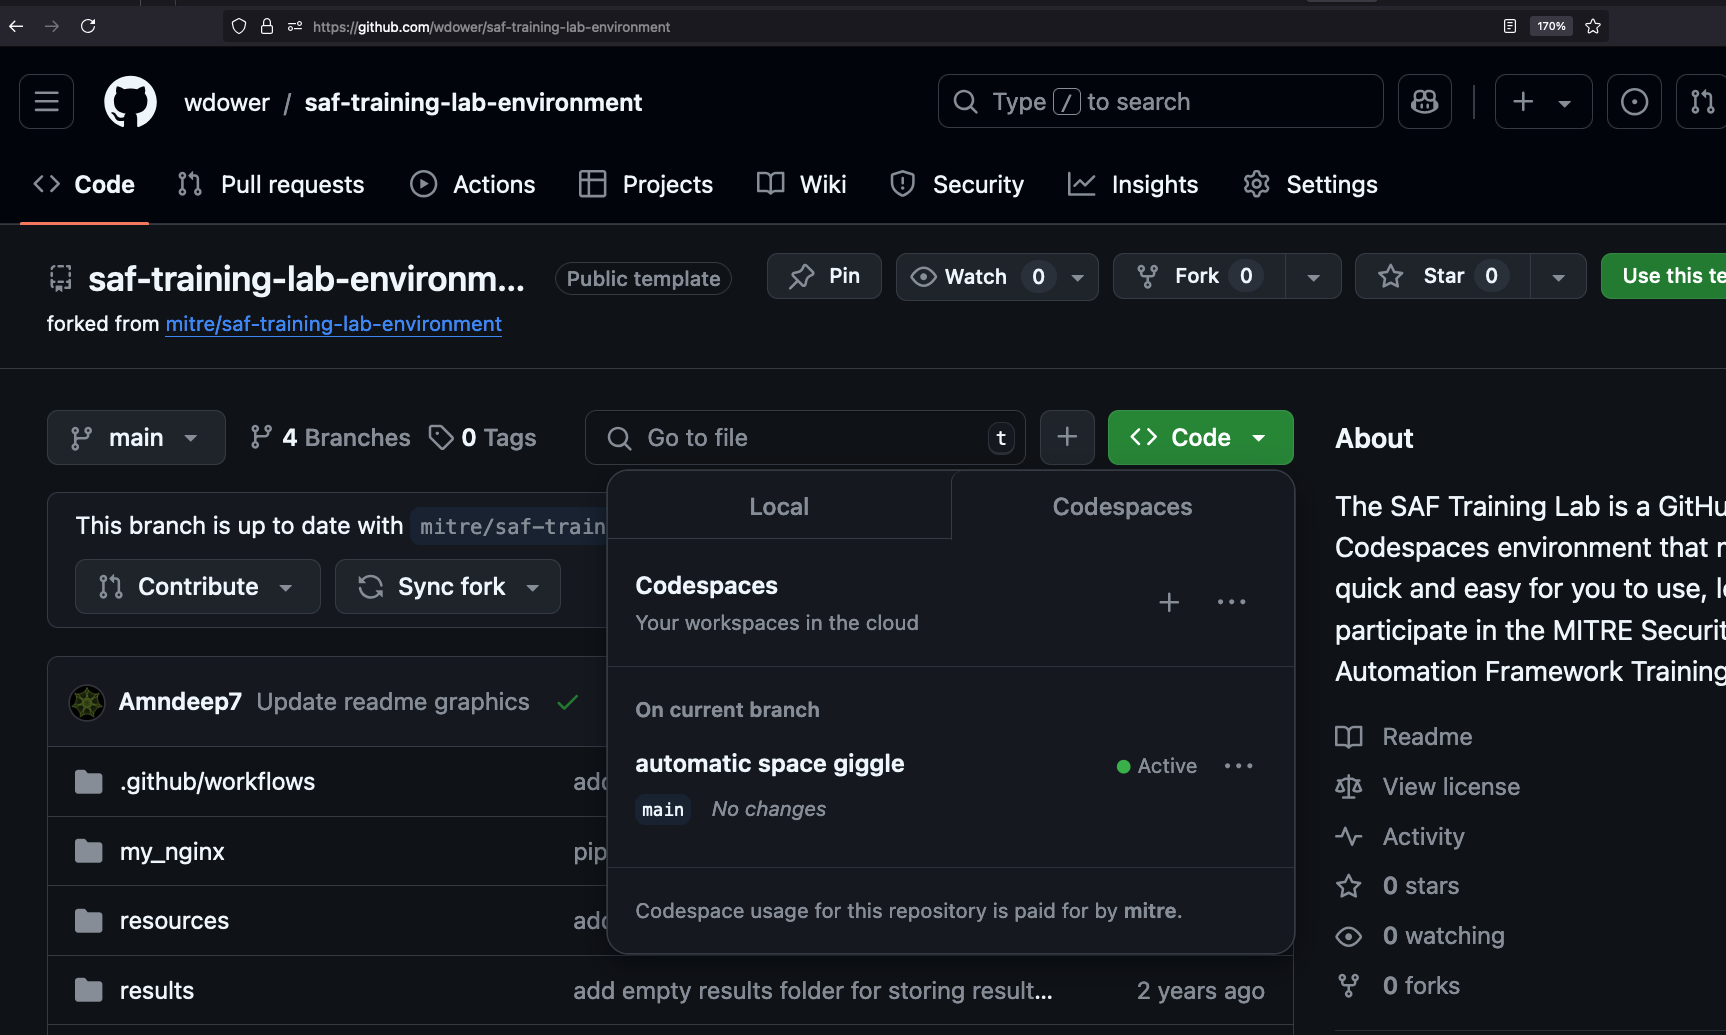 https://github.com/wdower/saf-training-lab-environment
170%
wdower / saf-training-lab-environment
Type / to search
Code
Pull requests
Actions
Projects
Wiki
Security
Insights
Settings
saf-training-lab-environm...
Public template
Pin
Watch 0
Fork 0
Star 0
Use this te
forked from mitre/saf-training-lab-environment
main
4 Branches
0 Tags
Go to file
t
Code
This branch is up to date with mitre/saf-train
Contribute
Sync fork
Amndeep7 Update readme graphics
.github/workflows
add
my_nginx
pip
resources
add
results
add empty results folder for storing result...
2 years ago
Local
Codespaces
Codespaces
Your workspaces in the cloud
On current branch
automatic space giggle
Active
main No changes
Codespace usage for this repository is paid for by mitre.
About
The SAF Training Lab is a GitHu
Codespaces environment that
quick and easy for you to use,
participate in the MITRE Securit
Automation Framework Training
Readme
View license
Activity
0 stars
0 watching
0 forks